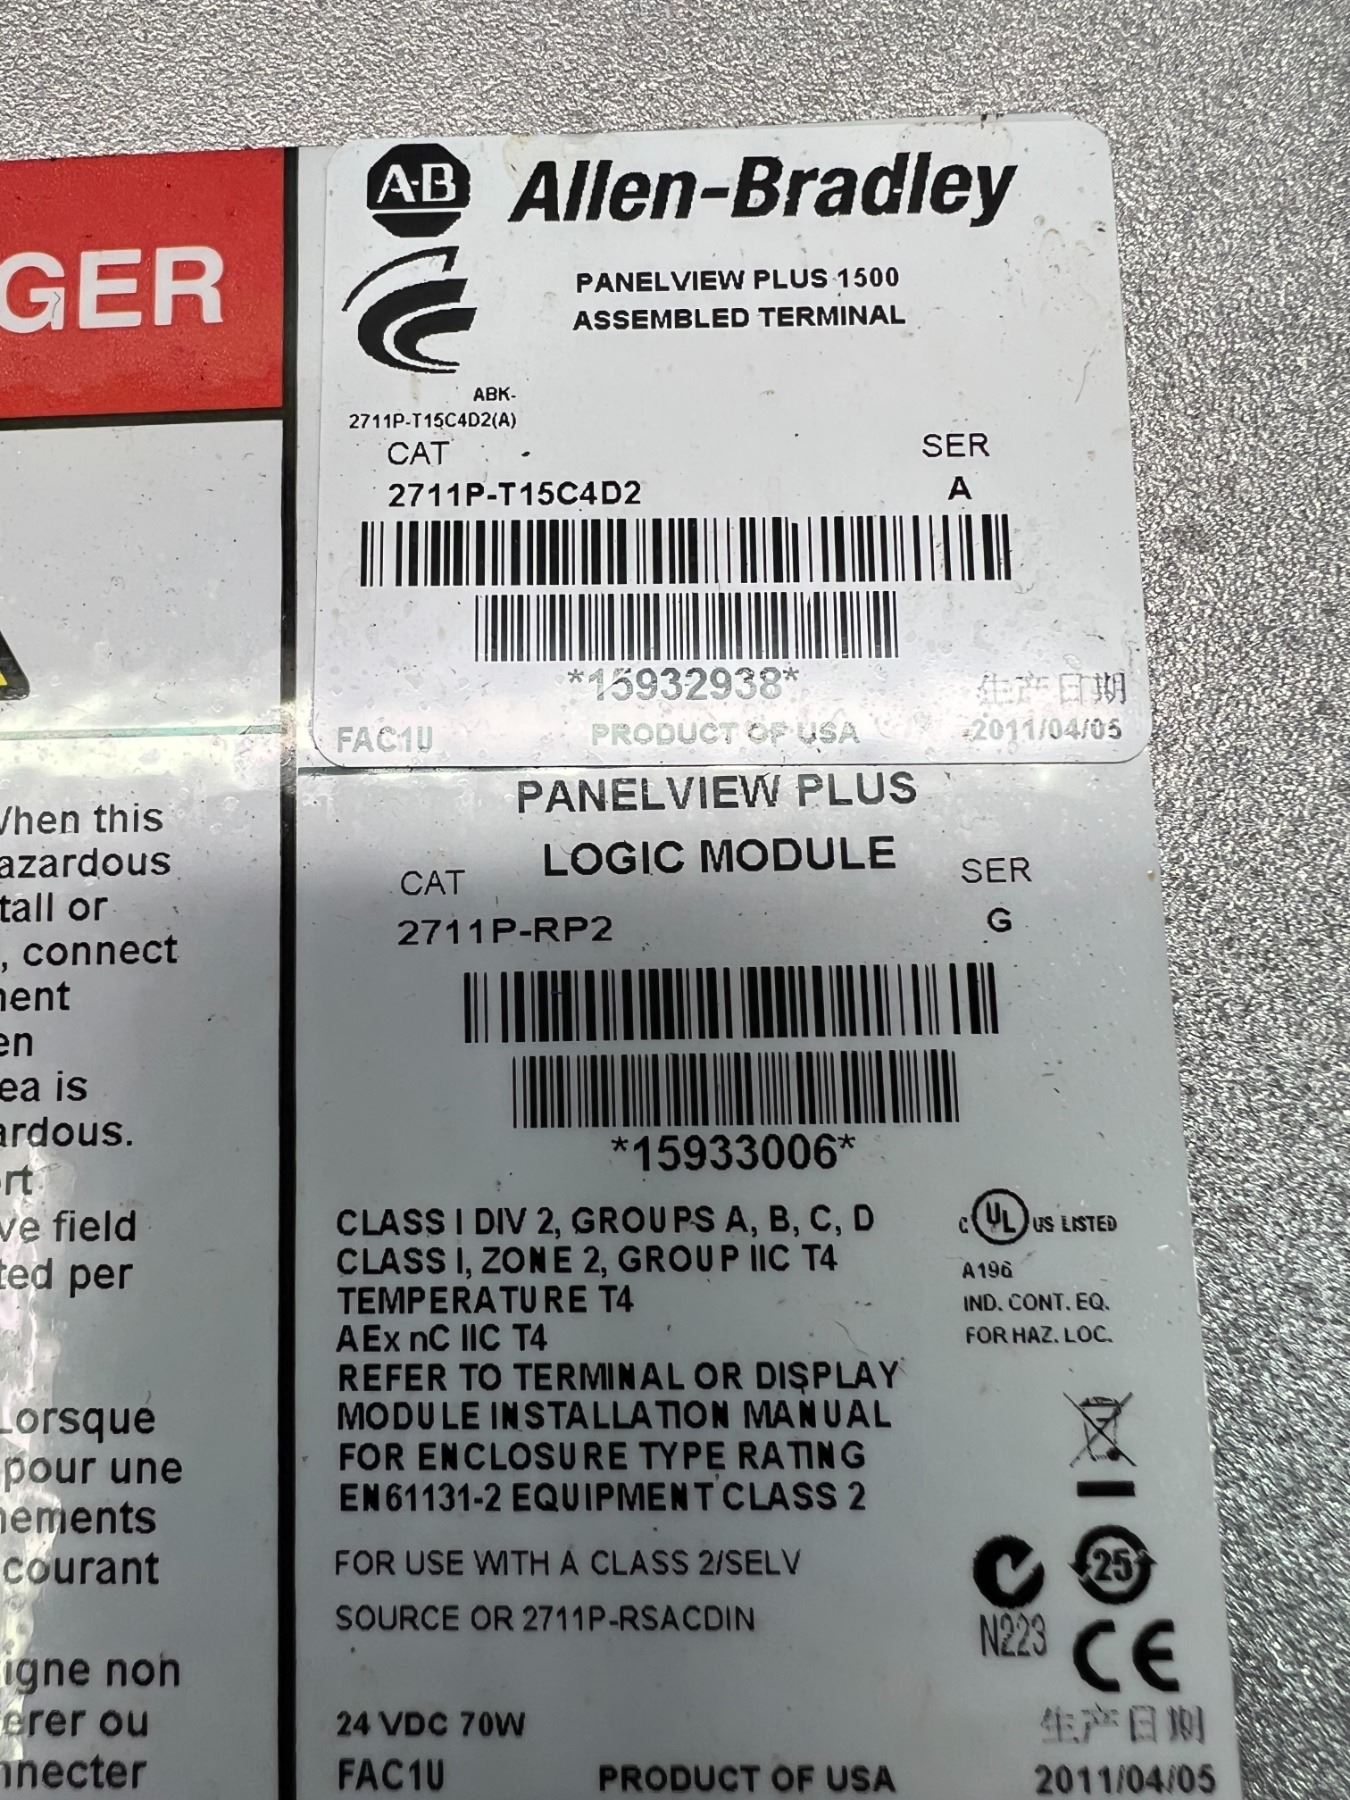 GER
A-B Allen-Bradley
PANELVIEW PLUS 1500
ASSEMBLED TERMINAL
ABK-
2711P-T15C4D2(A)
CAT SER
2711P-T15C4D2 A
*15932938*
生产日期
FAC1U PRODUCT OF USA 2011/04/05
PANELVIEW PLUS
LOGIC MODULE
CAT SER
2711P-RP2 G
*15933006*
CLASS I DIV 2, GROUPS A, B, C, D
CLASS I, ZONE 2, GROUP IIC T4
TEMPERATURE T4
AEx nC IIC T4
REFER TO TERMINAL OR DISPLAY
MODULE INSTALLATION MANUAL
FOR ENCLOSURE TYPE RATING
EN61131-2 EQUIPMENT CLASS 2
FOR USE WITH A CLASS 2/SELV
SOURCE OR 2711P-RSACDIN
C UL US LISTED
A196
IND. CONT. EQ.
FOR HAZ. LOC.
25
N223
CE
24 VDC 70W
生产日期
FAC1U PRODUCT OF USA 2011/04/05
When this
azardous
tall or
, connect
ment
en
ea is
ardous.
rt
ve field
ted per
Lorsque
pour une
nements
courant
igne non
érer ou
nnecter